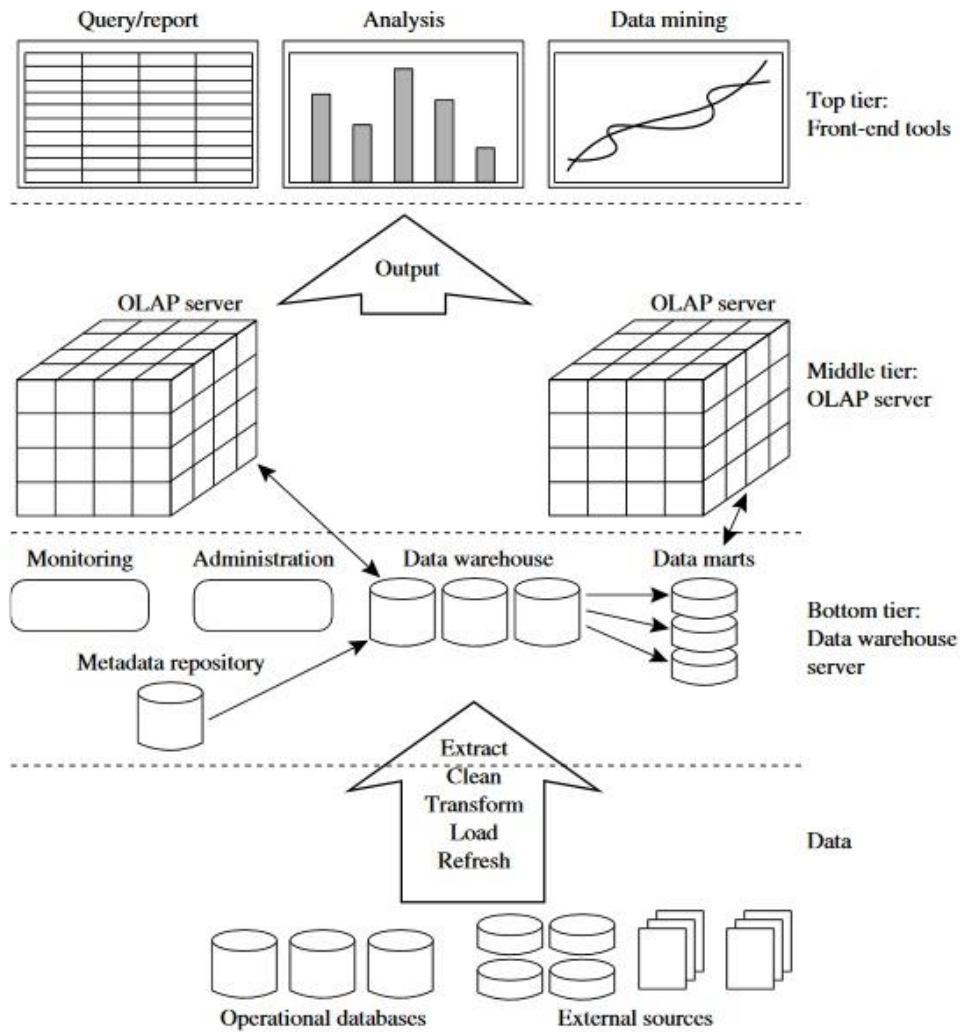 Query/report
Analysis
Data mining
Top tier:
Front-end tools
Output
OLAP server
OLAP server
Middle tier:
OLAP server
Monitoring
Administration
Data warehouse
Data marts
Bottom tier:
Data warehouse
server
Metadata repository
Extract
Clean
Transform
Load
Refresh
Data
Operational databases
External sources